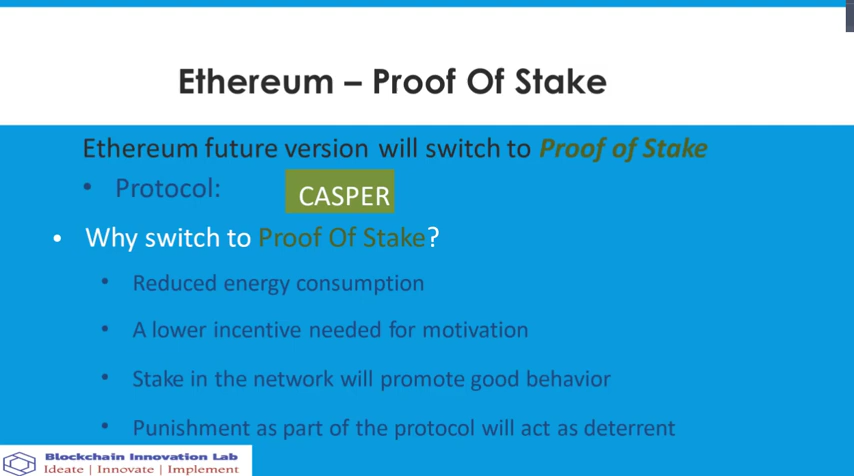 Ethereum – Proof Of Stake
Ethereum future version will switch to Proof of Stake
• Protocol: CASPER
• Why switch to Proof Of Stake?
• Reduced energy consumption
• A lower incentive needed for motivation
• Stake in the network will promote good behavior
• Punishment as part of the protocol will act as deterrent
Blockchain Innovation Lab
Ideate | Innovate | Implement